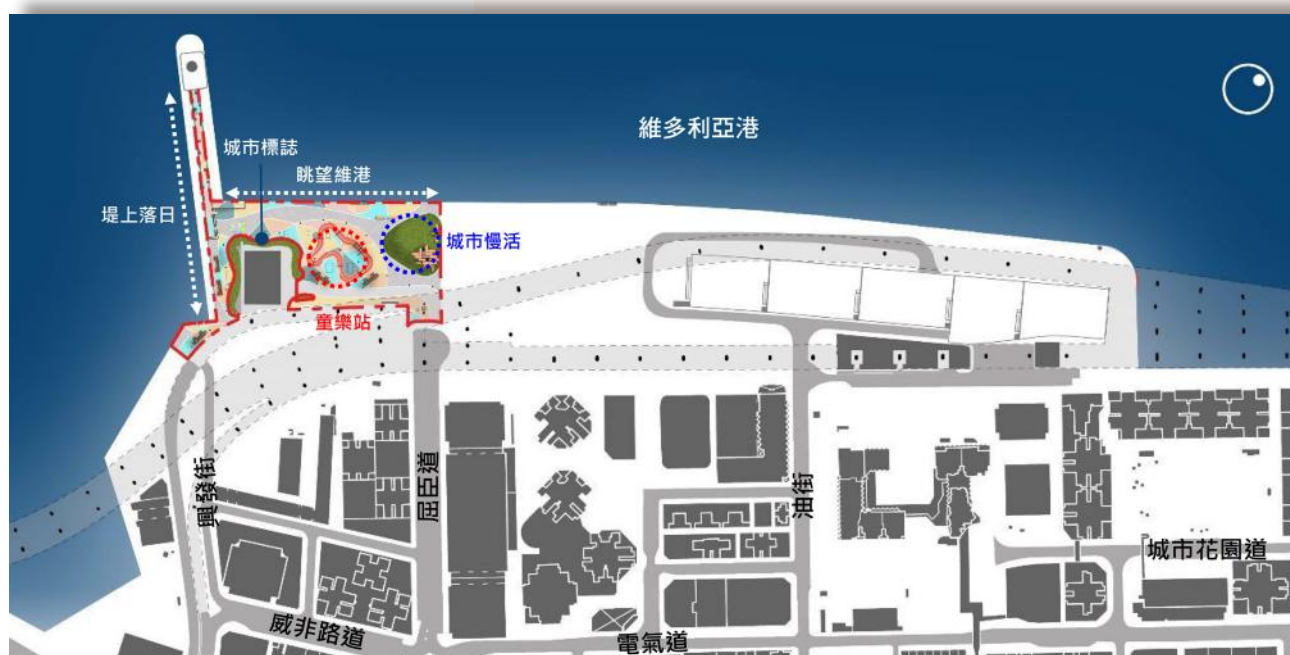 維多利亞港
城市標誌
眺望維港
堤上落日
城市慢活
童樂站
興發街
屈臣道
油街
城市花園道
威非路道
電氣道